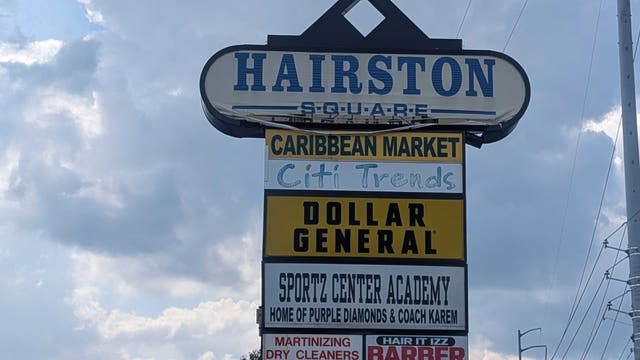 HAIRSTON
S·Q·U·A·R·E
CARIBBEAN MARKET
Citi Trends
DOLLAR
GENERAL
SPORTZ CENTER ACADEMY
HOME OF PURPLE DIAMONDS & COACH KAREM
MARTINIZING
DRY CLEANERS
HAIR IT IZZ
BARBER